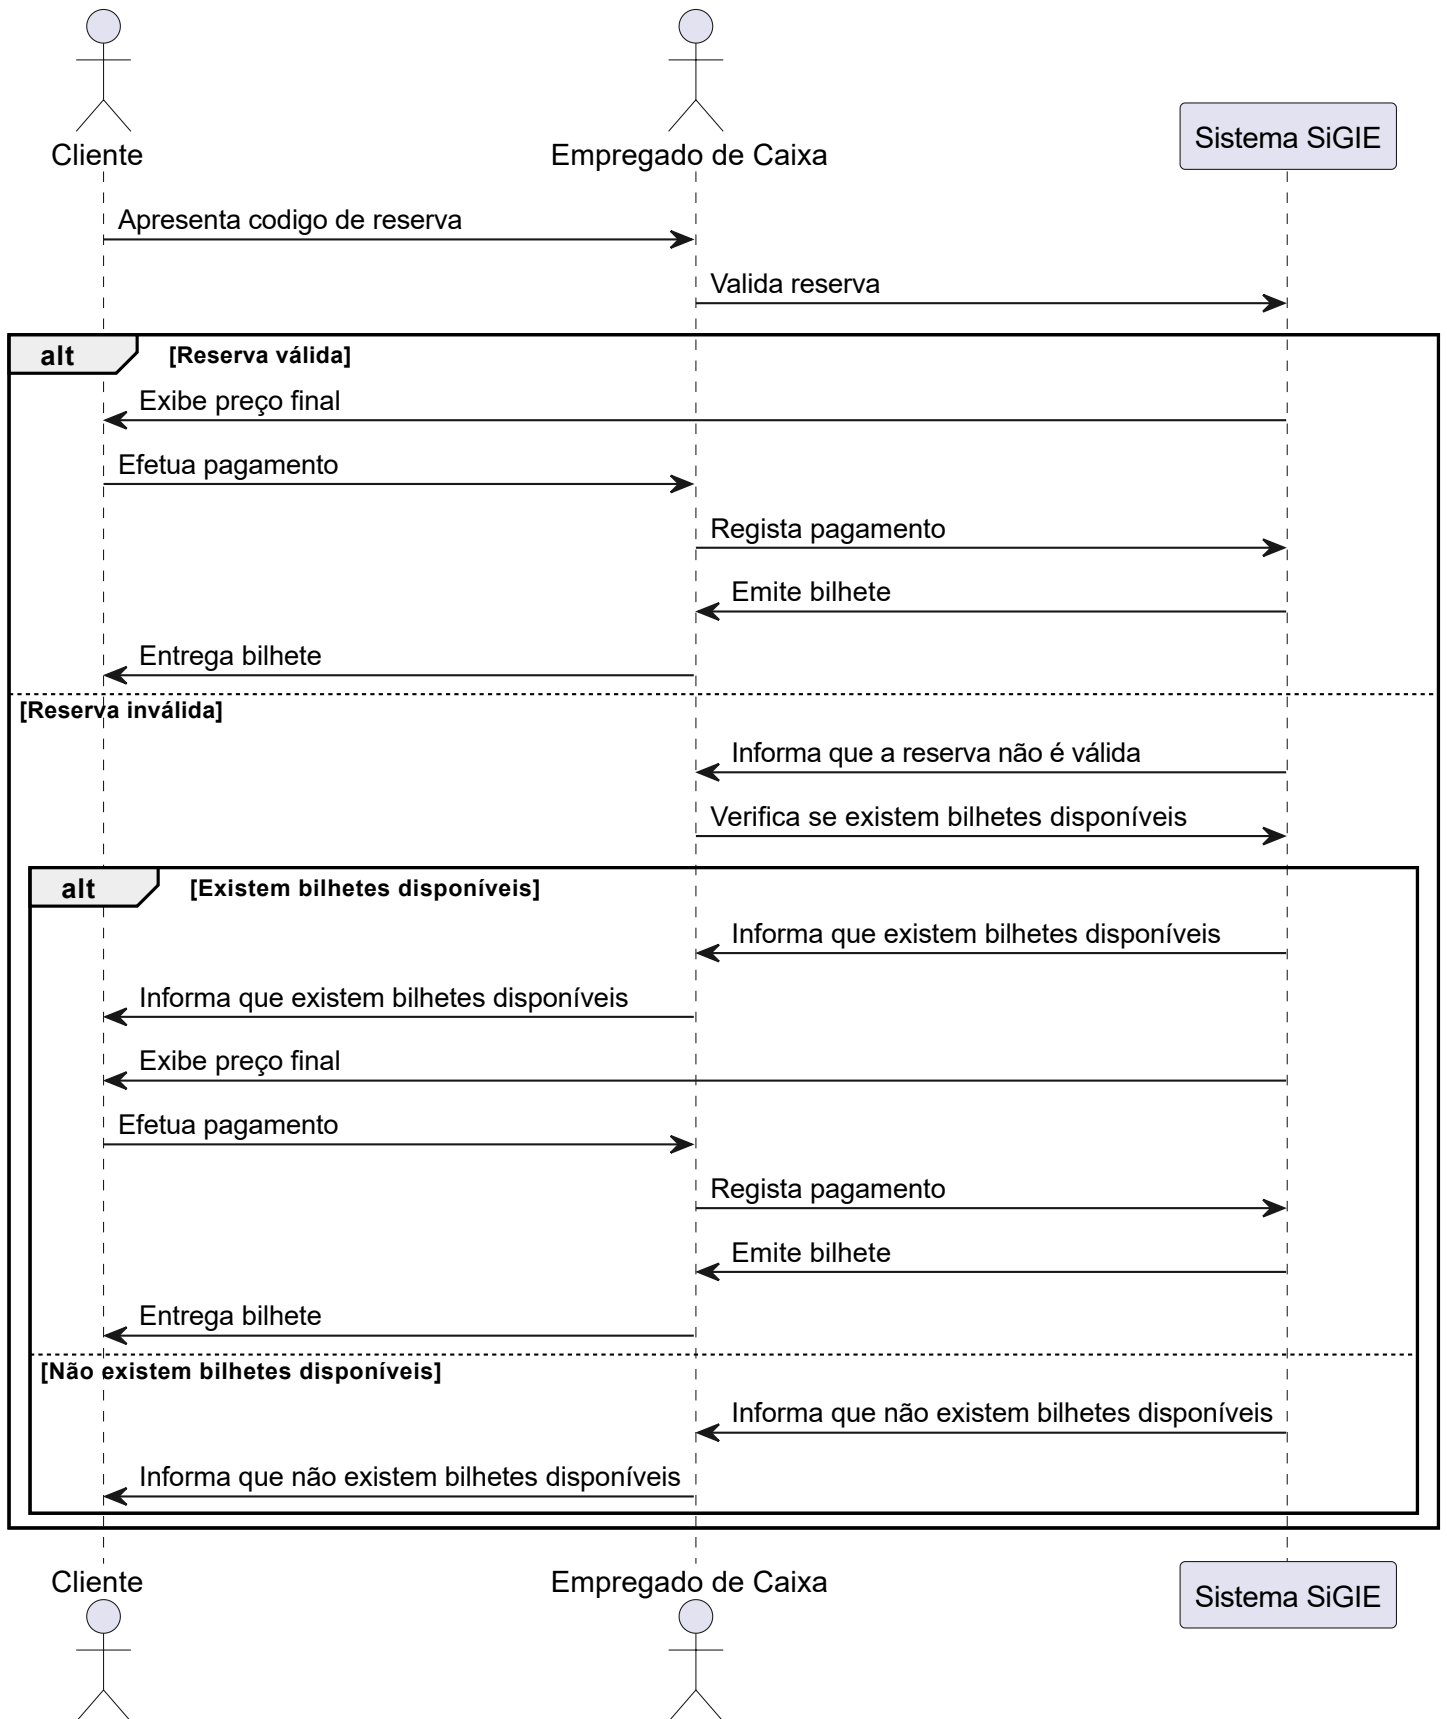 Cliente
Empregado de Caixa
Sistema SiGIE
Apresenta codigo de reserva
Valida reserva
alt
[Reserva válida]
Exibe preço final
Efetua pagamento
Regista pagamento
Emite bilhete
Entrega bilhete
[Reserva inválida]
Informa que a reserva não é válida
Verifica se existem bilhetes disponíveis
alt
[Existem bilhetes disponíveis]
Informa que existem bilhetes disponíveis
Informa que existem bilhetes disponíveis
Exibe preço final
Efetua pagamento
Regista pagamento
Emite bilhete
Entrega bilhete
[Não existem bilhetes disponíveis]
Informa que não existem bilhetes disponíveis
Informa que não existem bilhetes disponíveis
Cliente
Empregado de Caixa
Sistema SiGIE